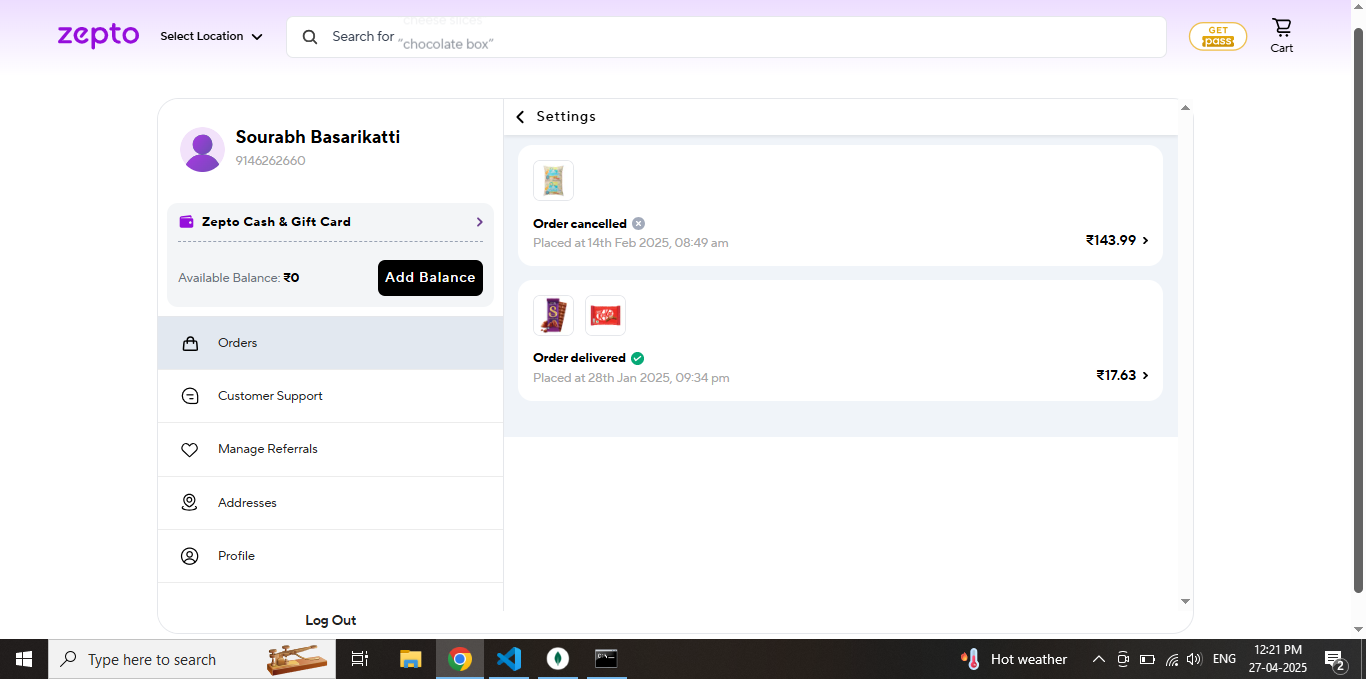 zepto
Select Location
Search for
cheese slices
"chocolate box"
GET
pass
Cart
Sourabh Basarikatti
9146262660
Zepto Cash & Gift Card
Available Balance: ₹0
Add Balance
Orders
Customer Support
Manage Referrals
Addresses
Profile
Log Out
Settings
Order cancelled
Placed at 14th Feb 2025, 08:49 am
₹143.99
Order delivered
Placed at 28th Jan 2025, 09:34 pm
₹17.63
Type here to search
Hot weather
ENG
12:21 PM
27-04-2025
2